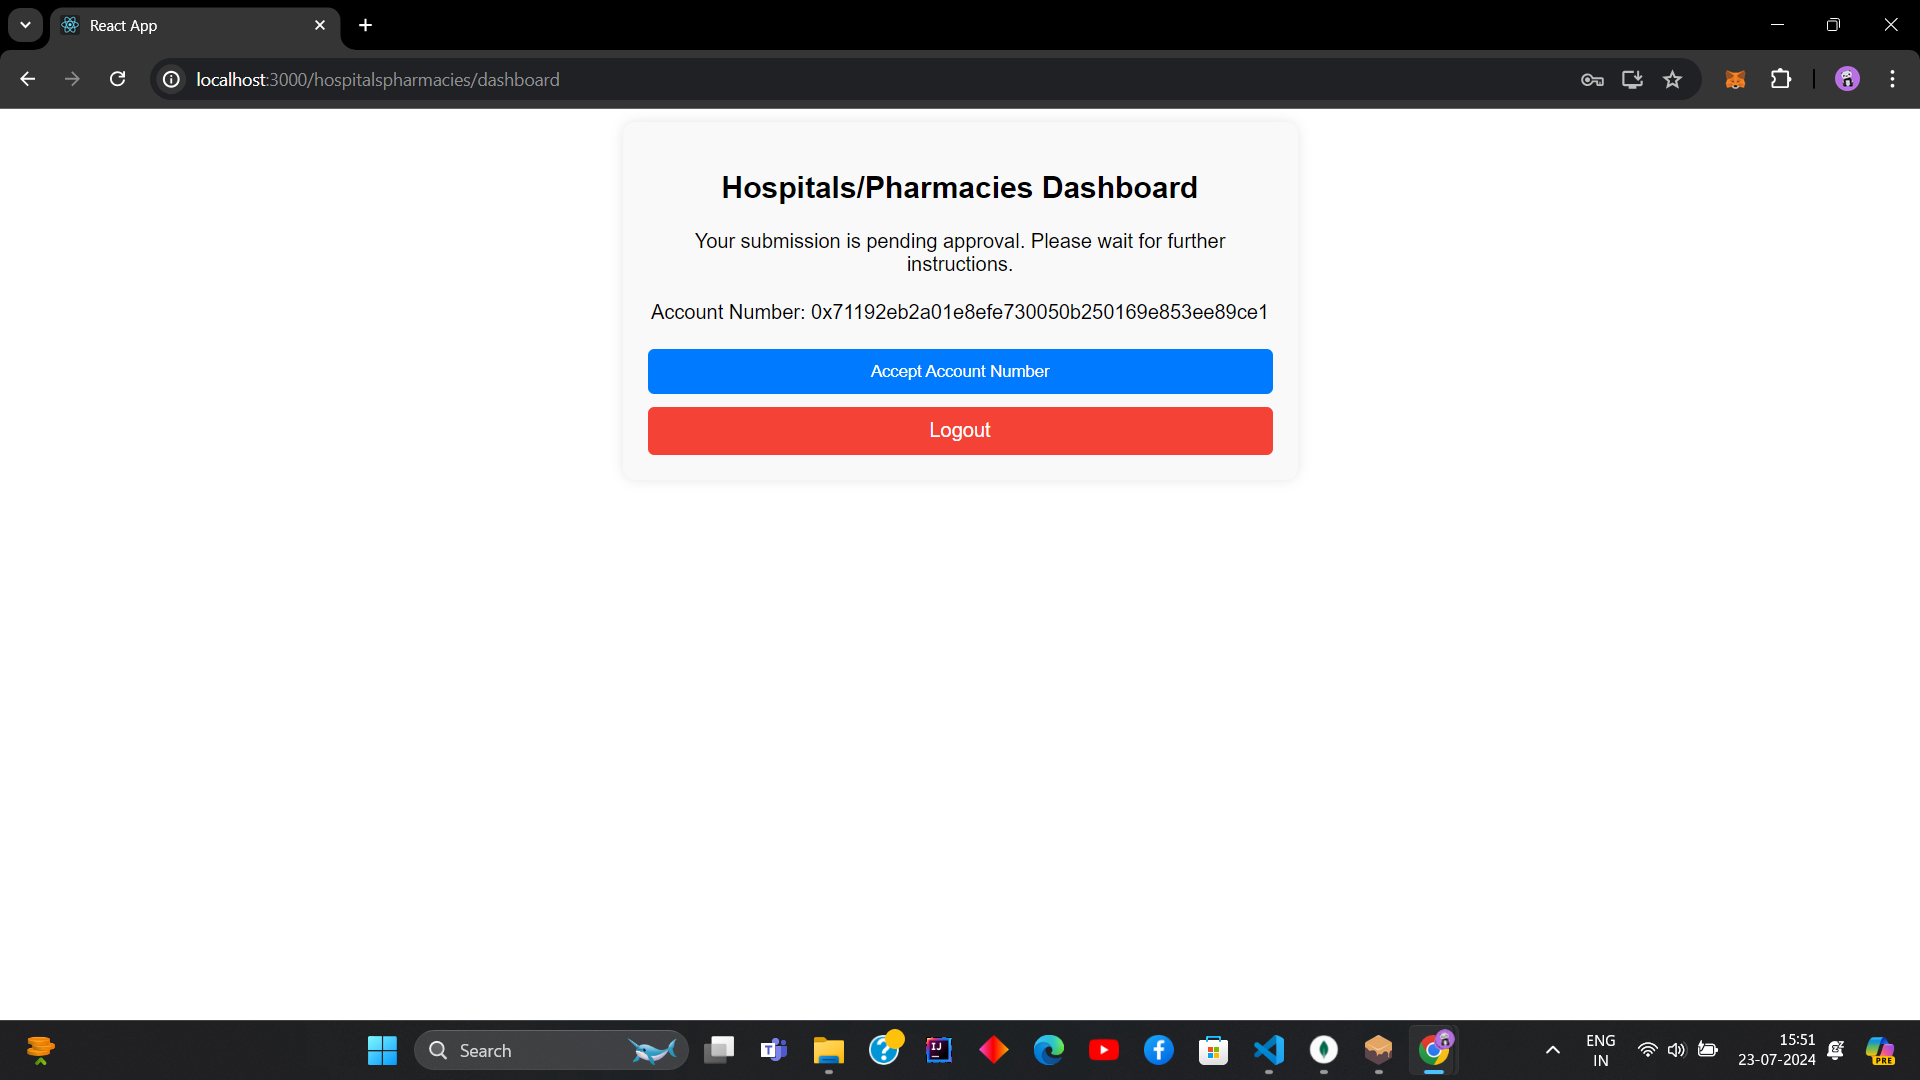 React App
localhost:3000/hospitalspharmacies/dashboard
Hospitals/Pharmacies Dashboard
Your submission is pending approval. Please wait for further
instructions.
Account Number: 0x71192eb2a01e8efe730050b250169e853ee89ce1
Accept Account Number
Logout
Search
ENG
IN
15:51
23-07-2024
PRE